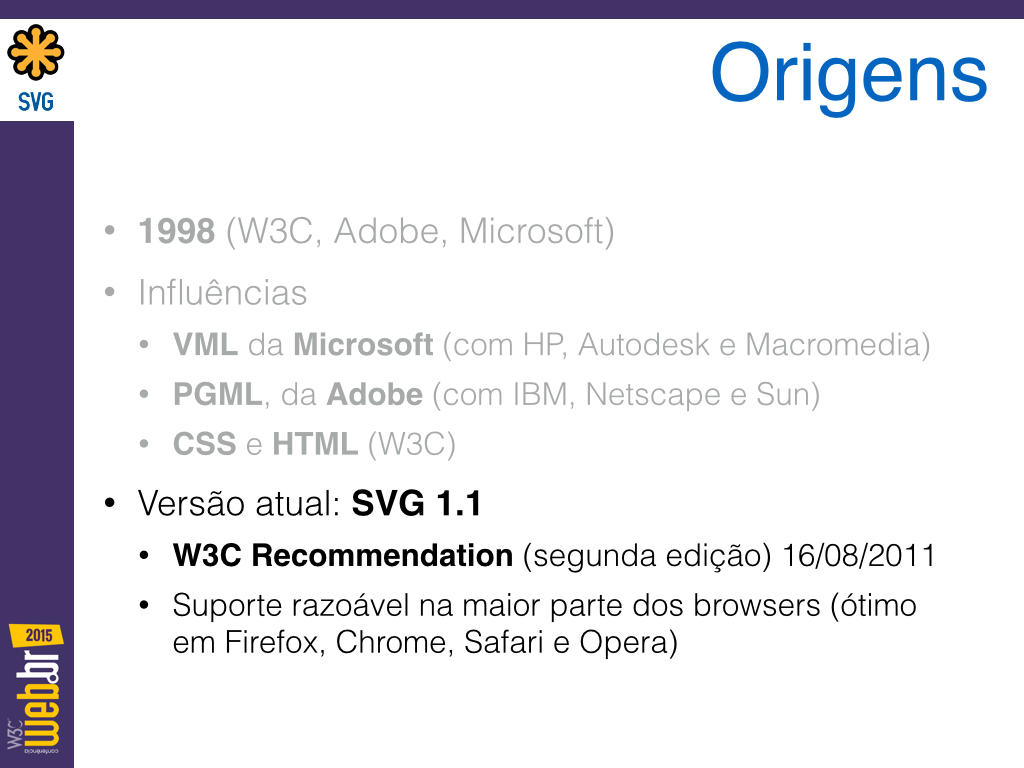 SVG
Origens
• 1998 (W3C, Adobe, Microsoft)
• Influências
• VML da Microsoft (com HP, Autodesk e Macromedia)
• PGML, da Adobe (com IBM, Netscape e Sun)
• CSS e HTML (W3C)
• Versão atual: SVG 1.1
• W3C Recommendation (segunda edição) 16/08/2011
• Suporte razoável na maior parte dos browsers (ótimo
em Firefox, Chrome, Safari e Opera)
2015
W3C
conferência
web.br